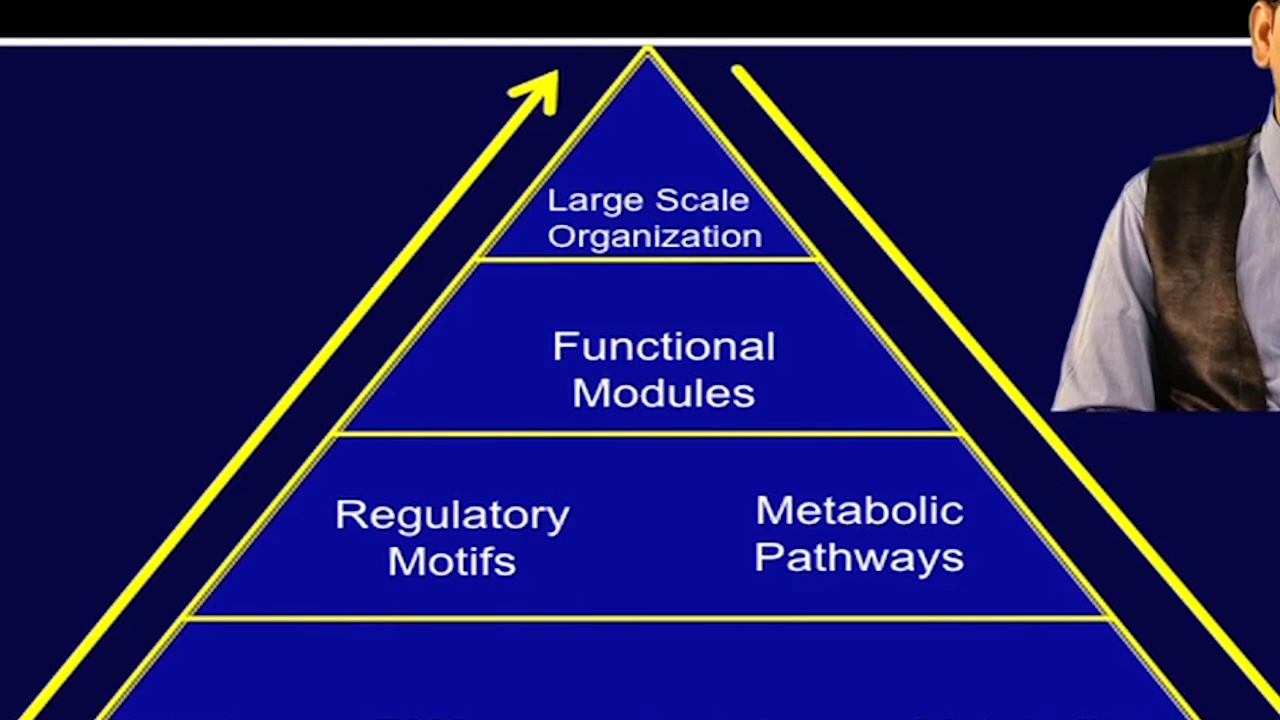 Large Scale
Organization
Functional
Modules
Regulatory
Motifs
Metabolic
Pathways